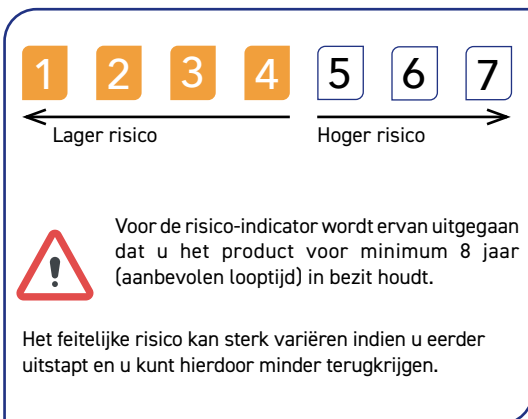 1 2 3 4 5 6 7
Lager risico Hoger risico
!
Voor de risico-indicator wordt ervan uitgegaan
dat u het product voor minimum 8 jaar
(aanbevolen looptijd) in bezit houdt.
Het feitelijke risico kan sterk variëren indien u eerder
uitstapt en u kunt hierdoor minder terugkrijgen.